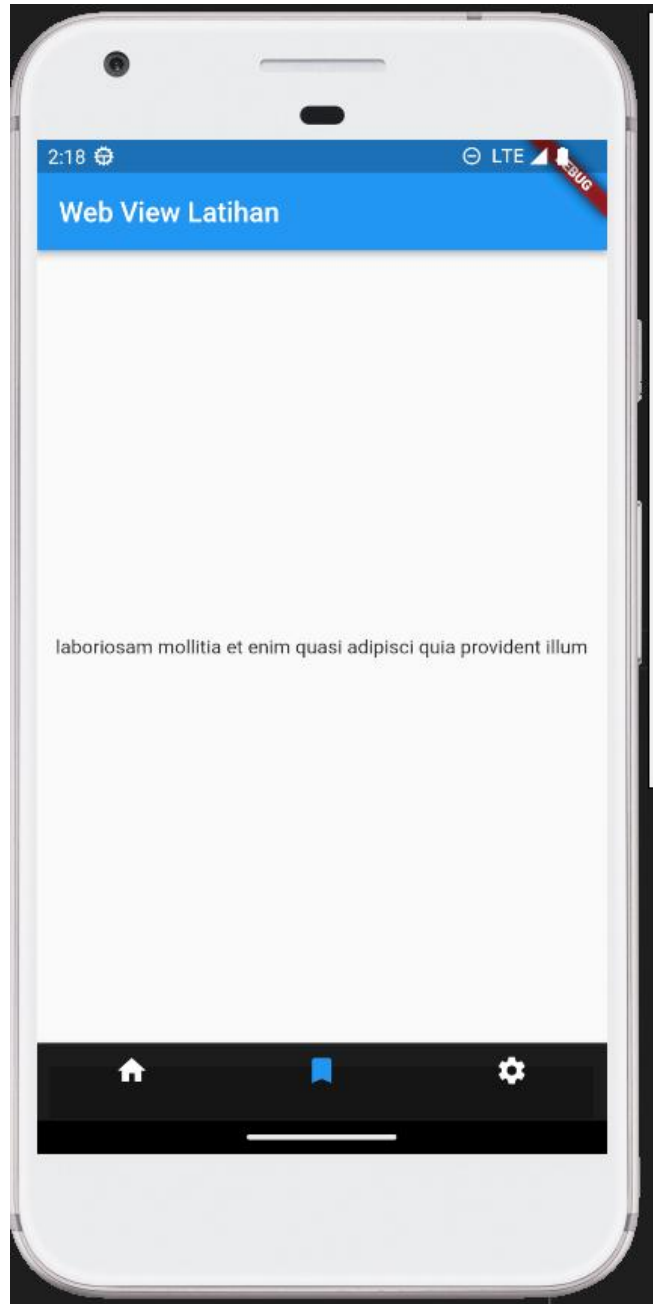 2:18 LTE
DEBUG
Web View Latihan
laboriosam mollitia et enim quasi adipisci quia provident illum